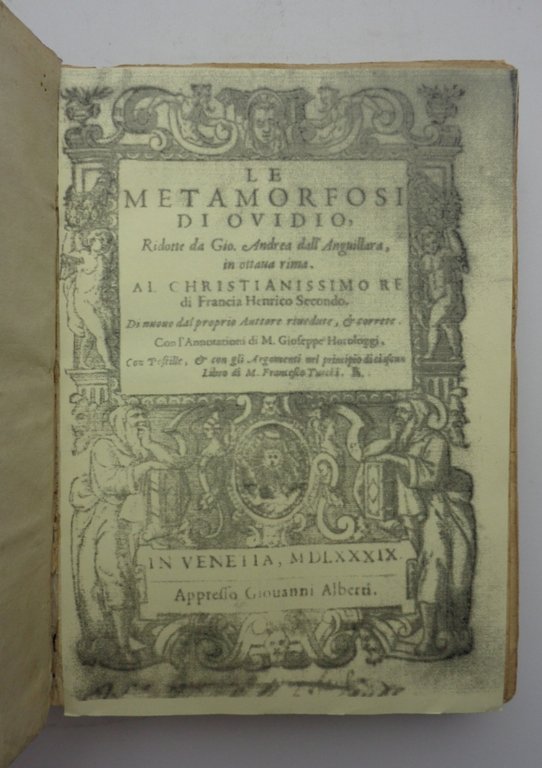 LE
METAMORFOSI
DI OVIDIO,
Ridotte da Gio. Andrea dall'Anguillara,
in ottaua rima.
AL CHRISTIANISSIMO RE
di Francia Henrico Secondo.
Di nuouo dal proprio Auttore riuedute, & corrette.
Con l'Annotationi di M. Gioseppe Horologgi.
Con Postille, & con gli Argomenti nel principio di ciascun
Libro di M. Francesco Turchi.
IN VENETIA, MDLXXXIX.
Appresso Giouanni Alberti.